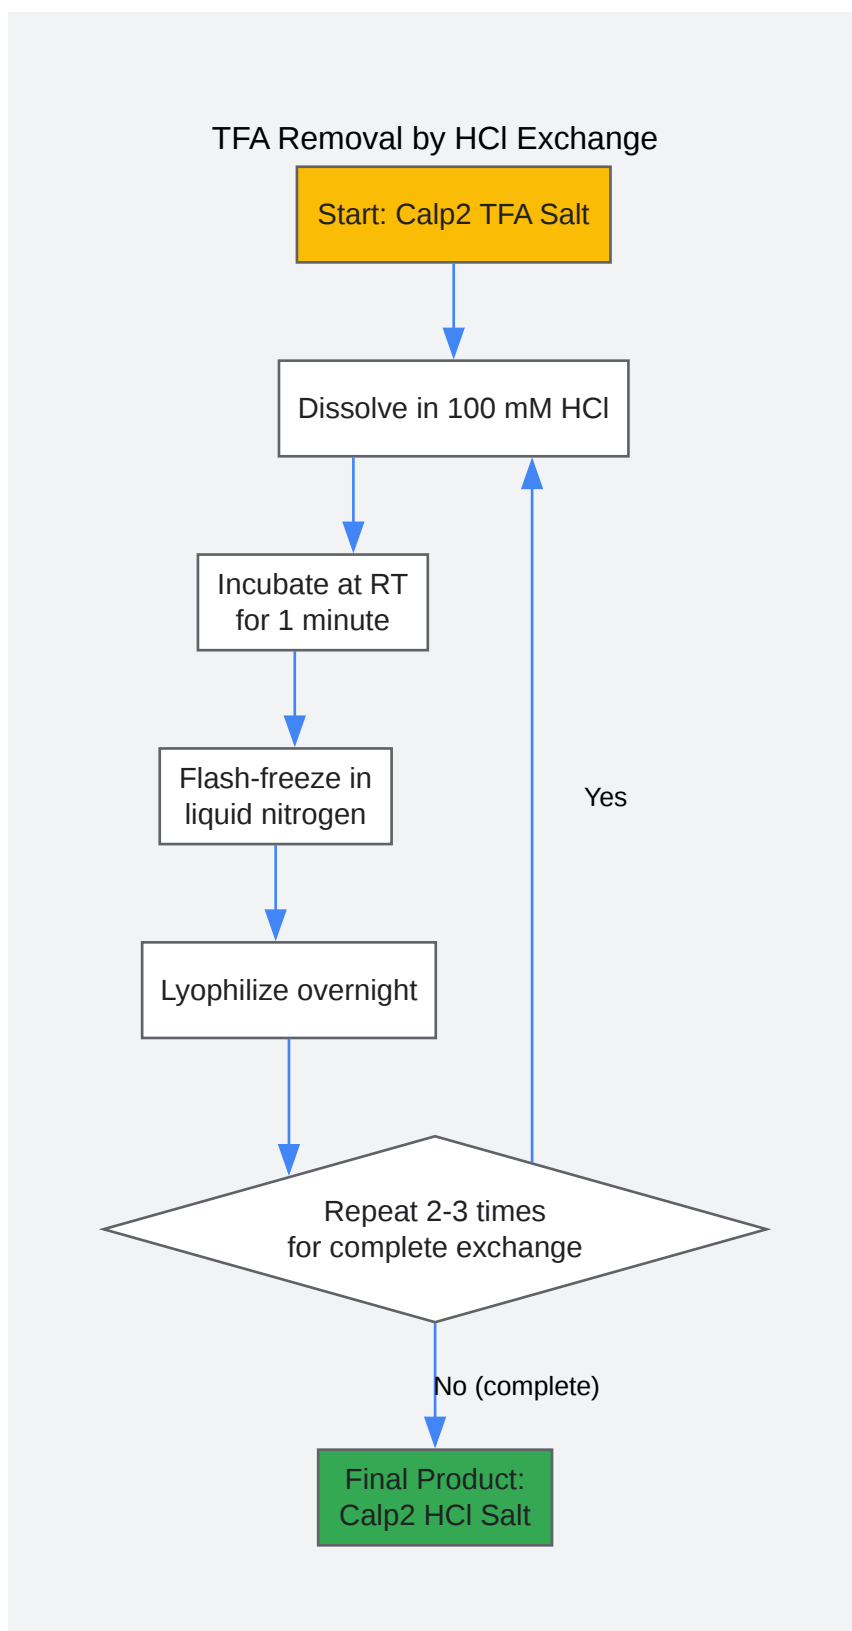 TFA Removal by HCl Exchange
Start: Calp2 TFA Salt
Dissolve in 100 mM HCl
Incubate at RT
for 1 minute
Flash-freeze in
liquid nitrogen
Yes
Lyophilize overnight
Repeat 2-3 times
for complete exchange
No (complete)
Final Product:
Calp2 HCl Salt